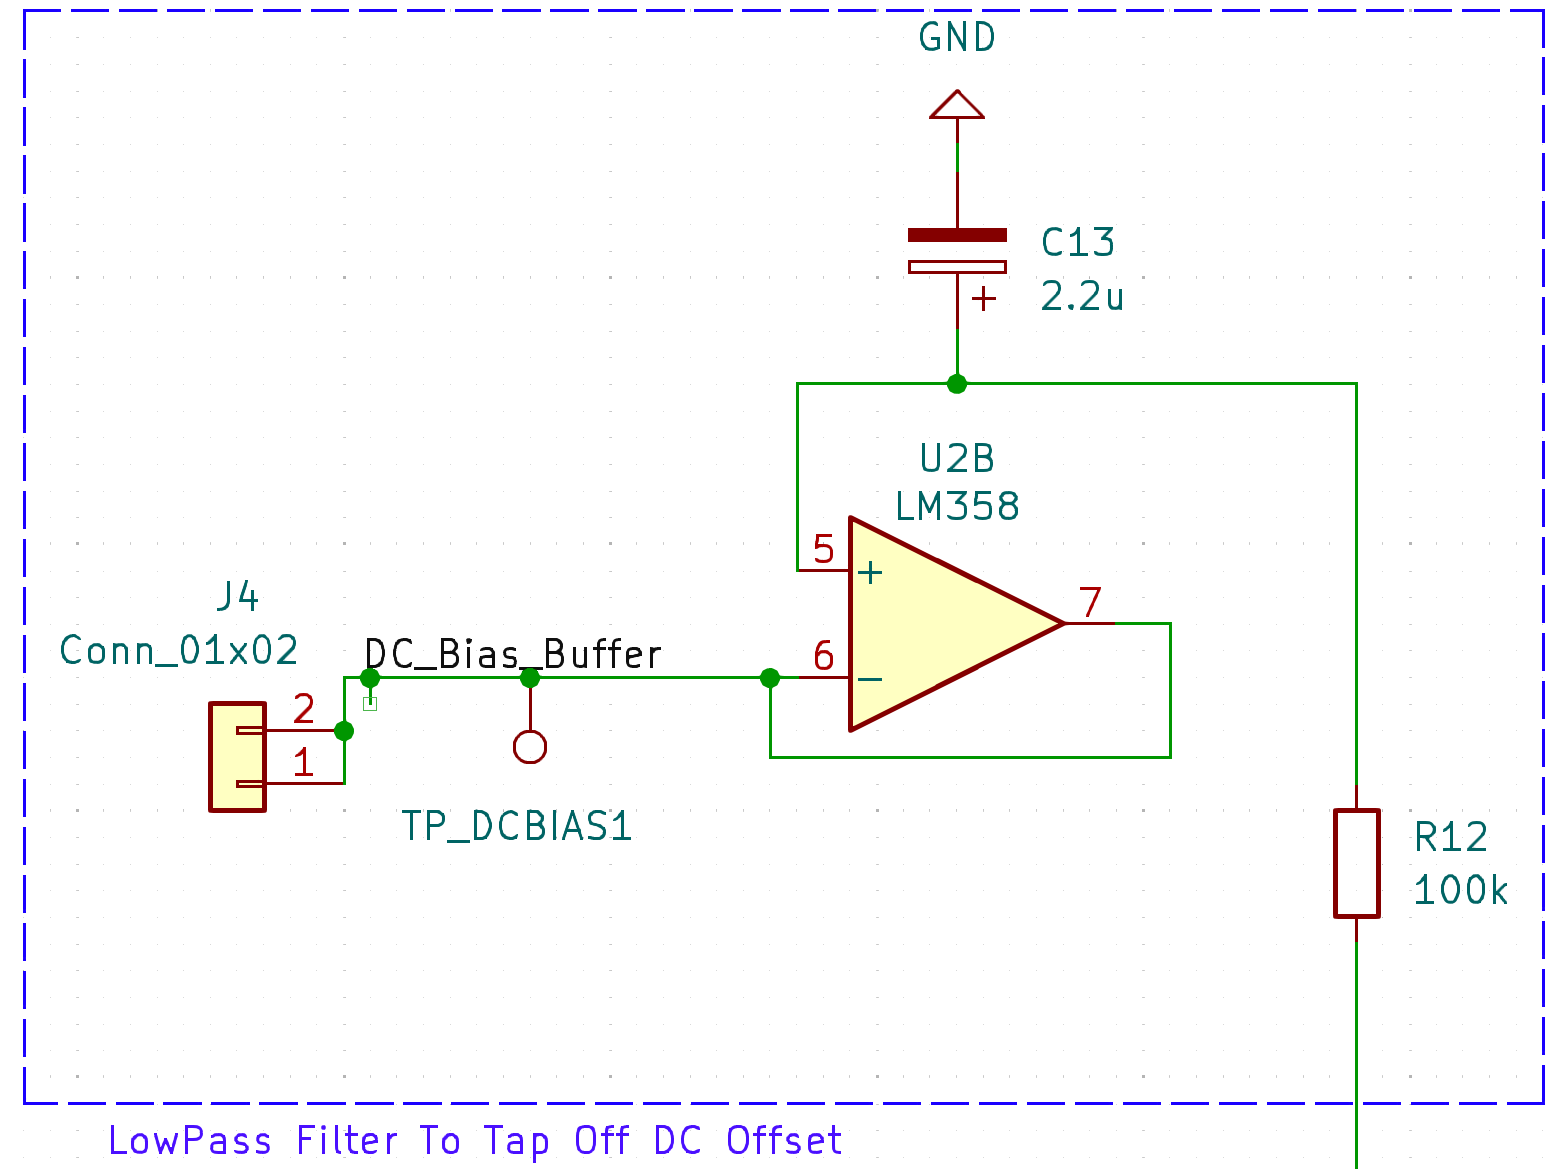 GND
C13
2.2u
+
U2B
LM358
5
+
7
6
−
J4
Conn_01x02
DC_Bias_Buffer
2
1
TP_DCBIAS1
R12
100k
LowPass Filter To Tap Off DC Offset